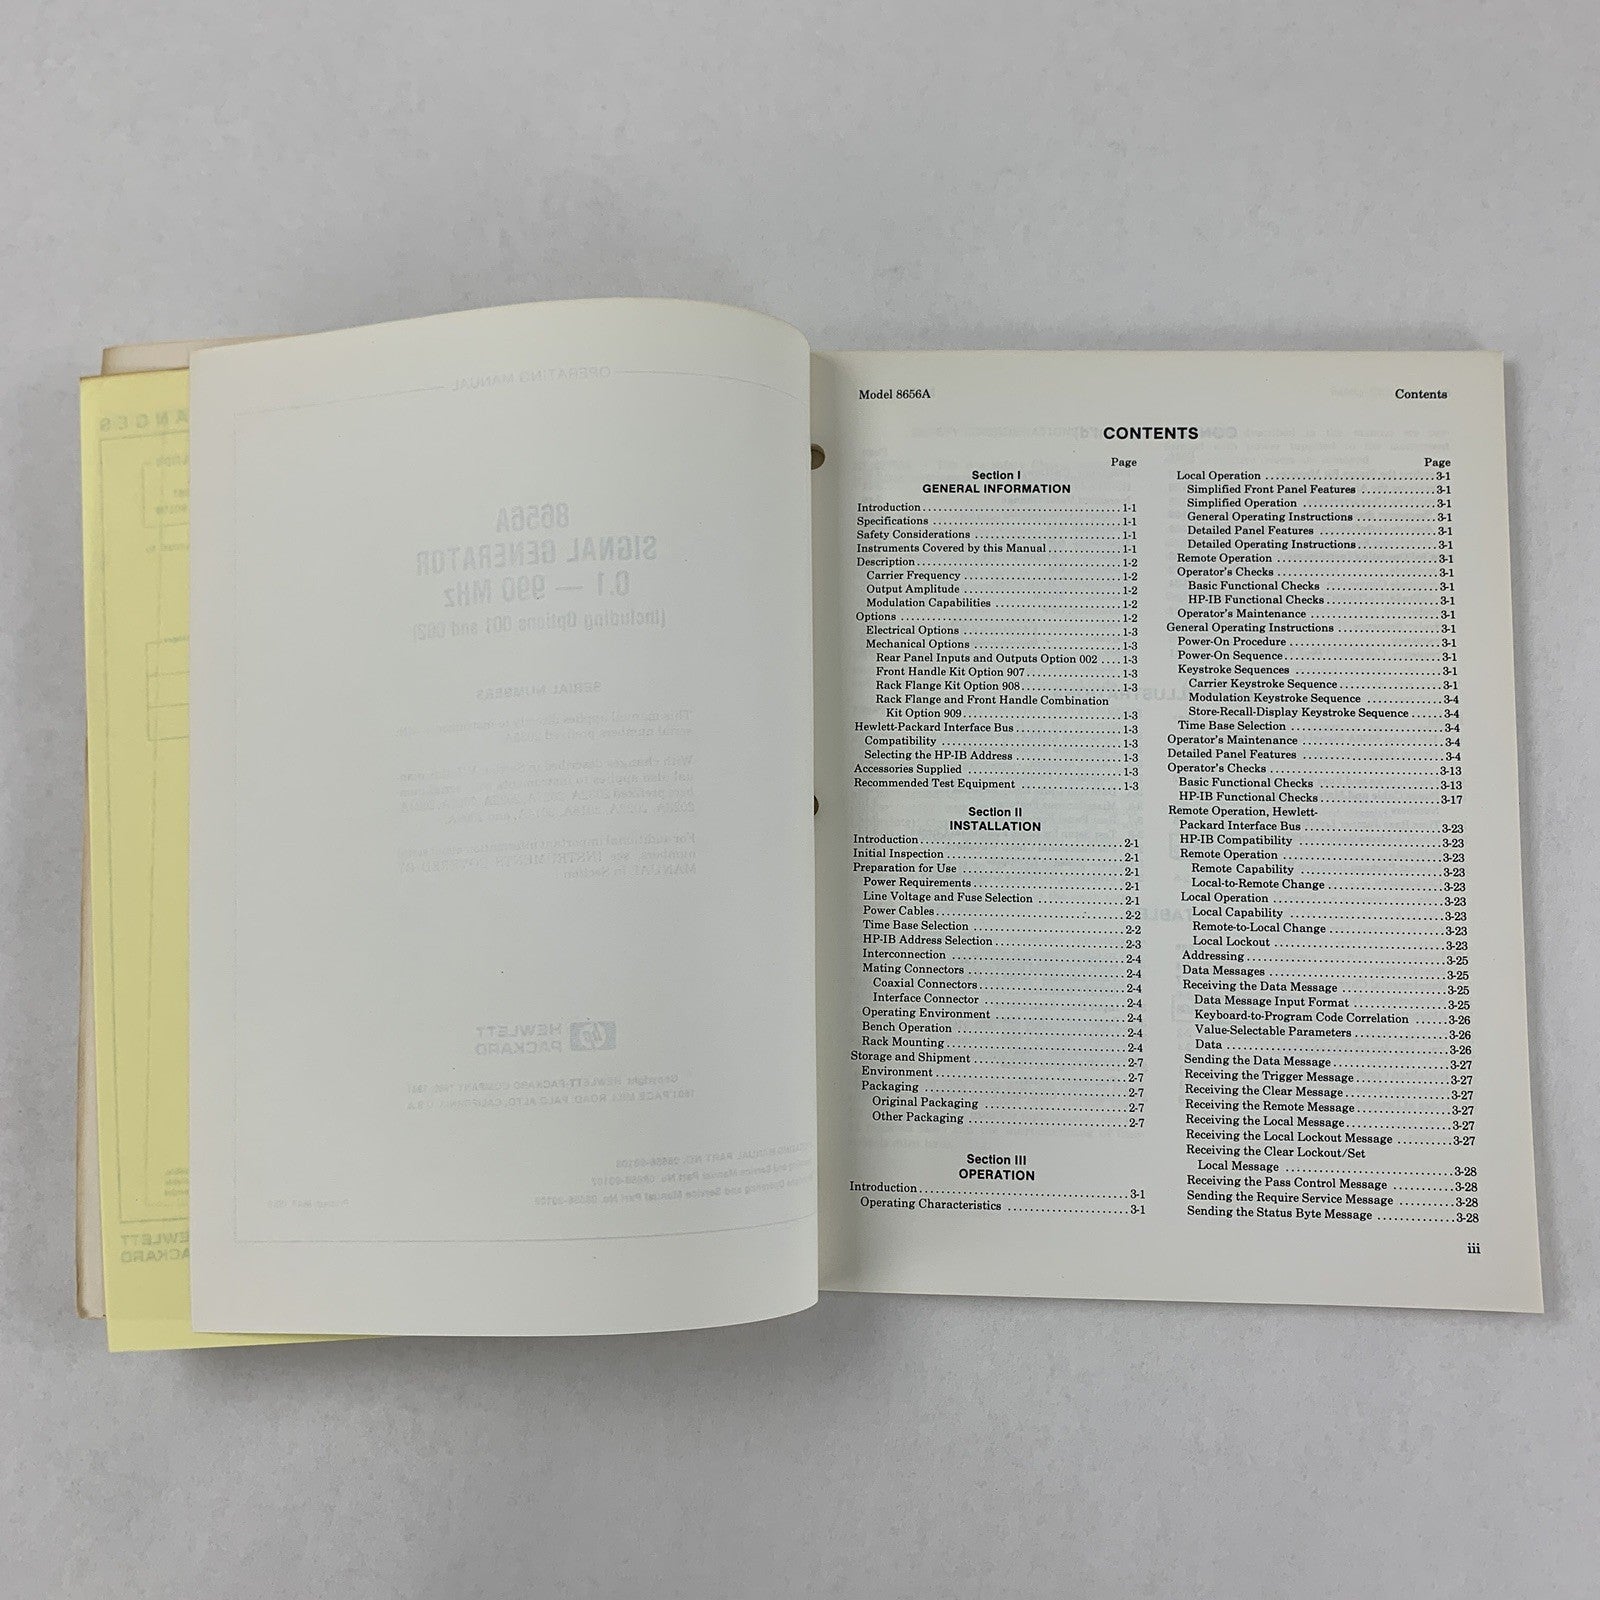 OPERATING MANUAL
8656A
SIGNAL GENERATOR
0.1 — 990 MHz
(Including Options 001 and 002)
SERIAL NUMBERS
HEWLETT
PACKARD
HEWLETT
PACKARD
Model 8656A
Contents
CONTENTS
Page
Section I
GENERAL INFORMATION
Introduction 1-1
Specifications 1-1
Safety Considerations 1-1
Instruments Covered by this Manual 1-1
Description 1-2
Carrier Frequency 1-2
Output Amplitude 1-2
Modulation Capabilities 1-2
Options 1-2
Electrical Options 1-3
Mechanical Options 1-3
Rear Panel Inputs and Outputs Option 002 1-3
Front Handle Kit Option 907 1-3
Rack Flange Kit Option 908 1-3
Rack Flange and Front Handle Combination
Kit Option 909 1-3
Hewlett-Packard Interface Bus 1-3
Compatibility 1-3
Selecting the HP-IB Address 1-3
Accessories Supplied 1-3
Recommended Test Equipment 1-3
Section II
INSTALLATION
Introduction 2-1
Initial Inspection 2-1
Preparation for Use 2-1
Power Requirements 2-1
Line Voltage and Fuse Selection 2-1
Power Cables 2-2
Time Base Selection 2-2
HP-IB Address Selection 2-3
Interconnection 2-4
Mating Connectors 2-4
Coaxial Connectors 2-4
Interface Connector 2-4
Operating Environment 2-4
Bench Operation 2-4
Rack Mounting 2-4
Storage and Shipment 2-7
Environment 2-7
Packaging 2-7
Original Packaging 2-7
Other Packaging 2-7
Section III
OPERATION
Introduction 3-1
Operating Characteristics 3-1
Page
Local Operation 3-1
Simplified Front Panel Features 3-1
Simplified Operation 3-1
General Operating Instructions 3-1
Detailed Panel Features 3-1
Detailed Operating Instructions 3-1
Remote Operation 3-1
Operator's Checks 3-1
Basic Functional Checks 3-1
HP-IB Functional Checks 3-1
Operator's Maintenance 3-1
General Operating Instructions 3-1
Power-On Procedure 3-1
Power-On Sequence 3-1
Keystroke Sequences 3-1
Carrier Keystroke Sequence 3-1
Modulation Keystroke Sequence 3-4
Store-Recall-Display Keystroke Sequence 3-4
Time Base Selection 3-4
Operator's Maintenance 3-4
Detailed Panel Features 3-4
Operator's Checks 3-13
Basic Functional Checks 3-13
HP-IB Functional Checks 3-17
Remote Operation, Hewlett-
Packard Interface Bus 3-23
HP-IB Compatibility 3-23
Remote Operation 3-23
Remote Capability 3-23
Local-to-Remote Change 3-23
Local Operation 3-23
Local Capability 3-23
Remote-to-Local Change 3-23
Local Lockout 3-23
Addressing 3-25
Data Messages 3-25
Receiving the Data Message 3-25
Data Message Input Format 3-25
Keyboard-to-Program Code Correlation 3-26
Value-Selectable Parameters 3-26
Data 3-26
Sending the Data Message 3-27
Receiving the Trigger Message 3-27
Receiving the Clear Message 3-27
Receiving the Remote Message 3-27
Receiving the Local Message 3-27
Receiving the Local Lockout Message 3-27
Receiving the Clear Lockout/Set
Local Message 3-28
Receiving the Pass Control Message 3-28
Sending the Require Service Message 3-28
Sending the Status Byte Message 3-28
iii